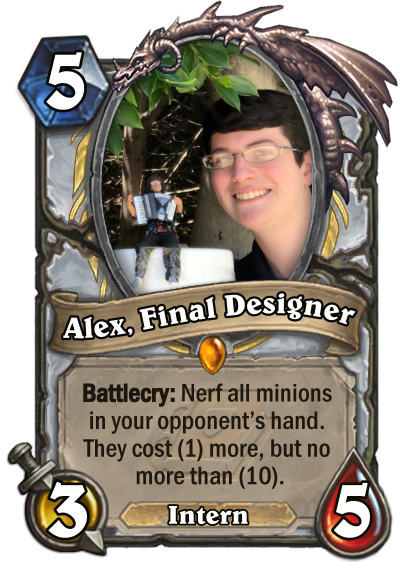 5
Alex, Final Designer
Battlecry: Nerf all minions
in your opponent's hand.
They cost (1) more, but no
more than (10).
Intern
3
5